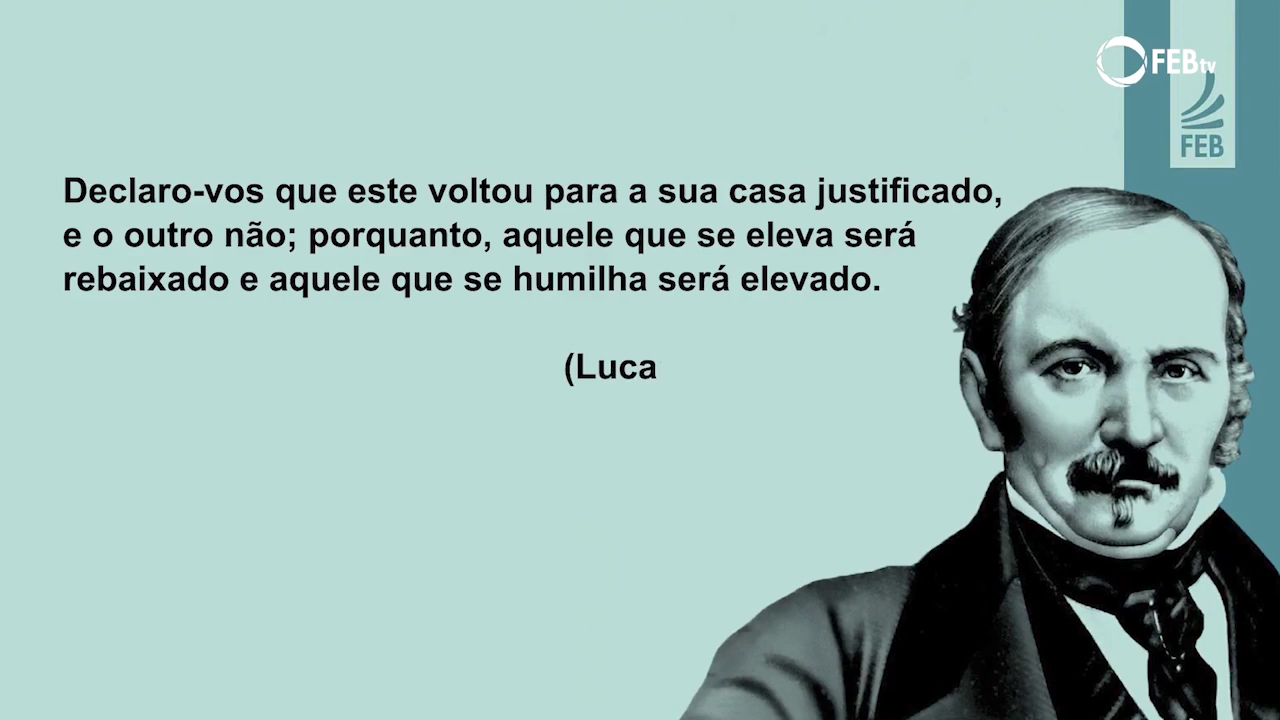 FEBtv
FEB
Declaro-vos que este voltou para a sua casa justificado,
e o outro não; porquanto, aquele que se eleva será
rebaixado e aquele que se humilha será elevado.
(Luca